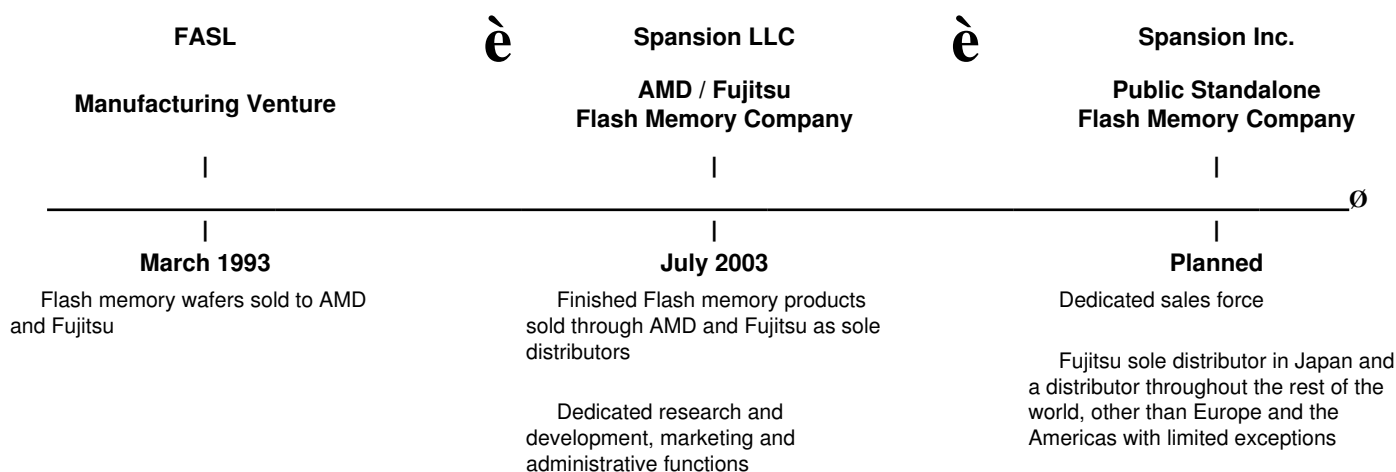 FASL è Spansion LLC è Spansion Inc.
Manufacturing Venture
AMD / Fujitsu
Flash Memory Company
Public Standalone
Flash Memory Company
| | |
Ø
| | |
March 1993 July 2003 Planned
Flash memory wafers sold to AMD
and Fujitsu
Finished Flash memory products
sold through AMD and Fujitsu as sole
distributors
Dedicated research and
development, marketing and
administrative functions
Dedicated sales force
Fujitsu sole distributor in Japan and
a distributor throughout the rest of the
world, other than Europe and the
Americas with limited exceptions